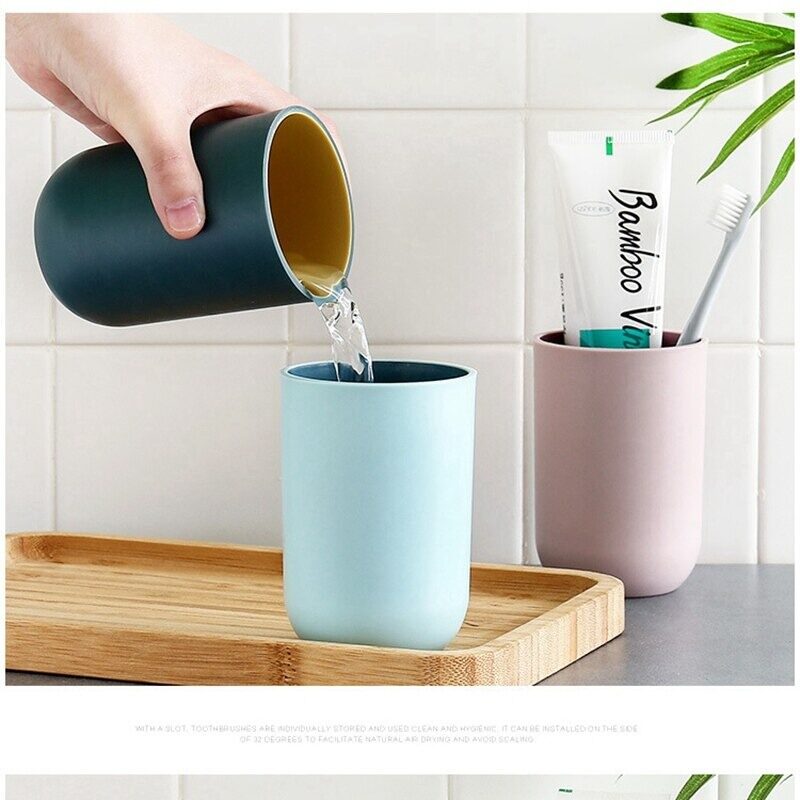 Bamboo Vin
WITH A SLOT, TOOTHBRUSHES ARE INDIVIDUALLY STORED AND USED CLEAN AND HYGIENIC. IT CAN BE INSTALLED ON THE SIDE
OF 32 DEGREES TO FACILITATE NATURAL AIR DRYING AND AVOID SCALING.